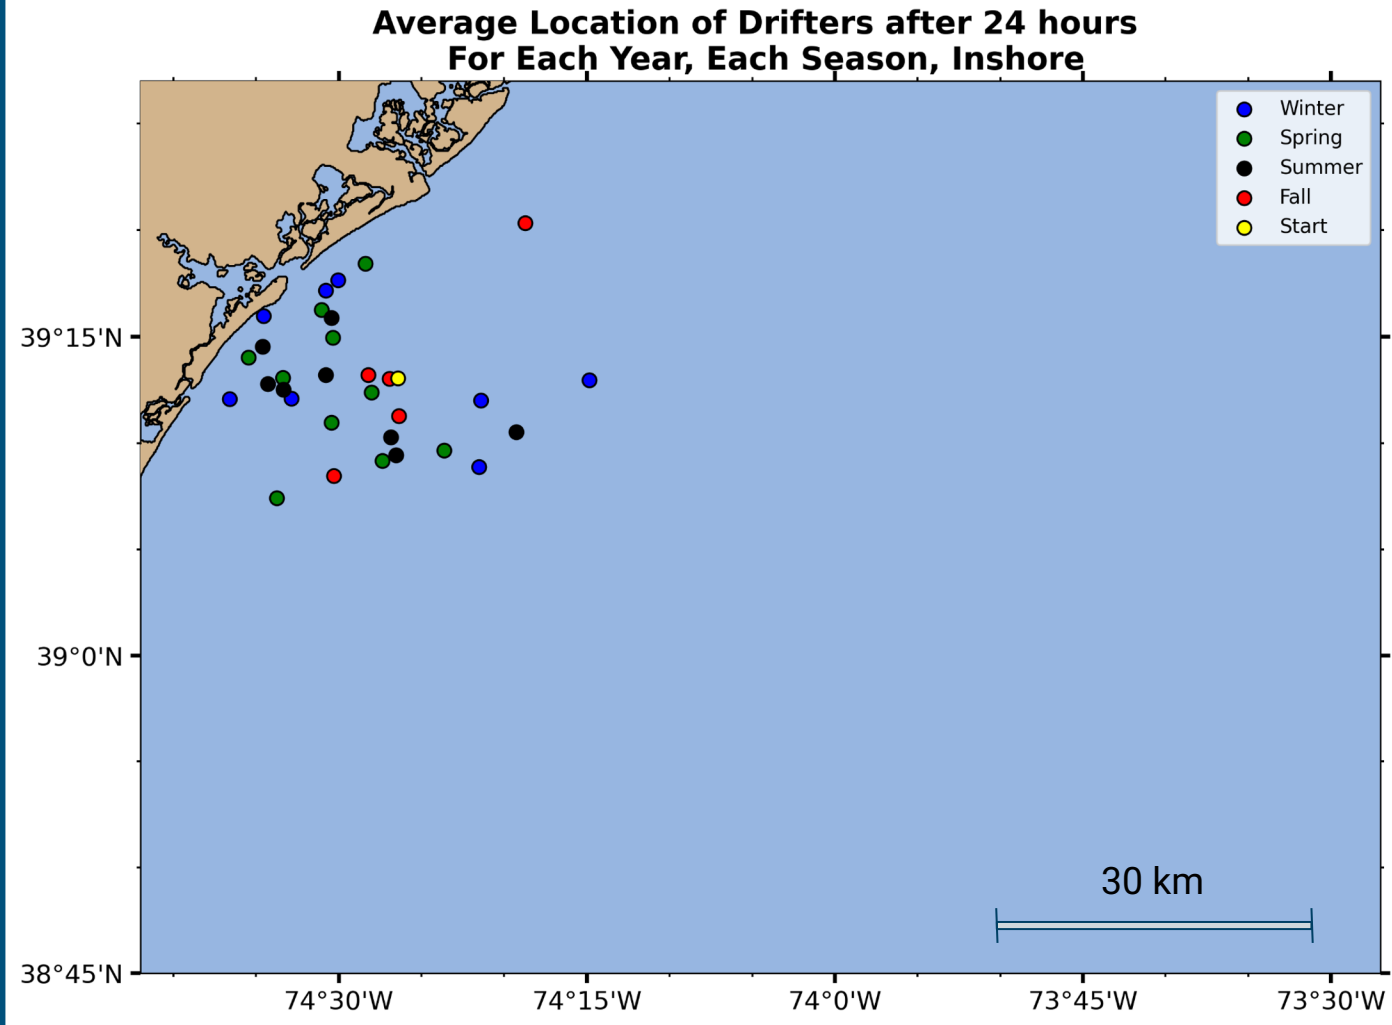 Average Location of Drifters after 24 hours
For Each Year, Each Season, Inshore
Winter
Spring
Summer
Fall
Start
39°15'N
39°0'N
38°45'N
30 km
74°30'W
74°15'W
74°0'W
73°45'W
73°30'W